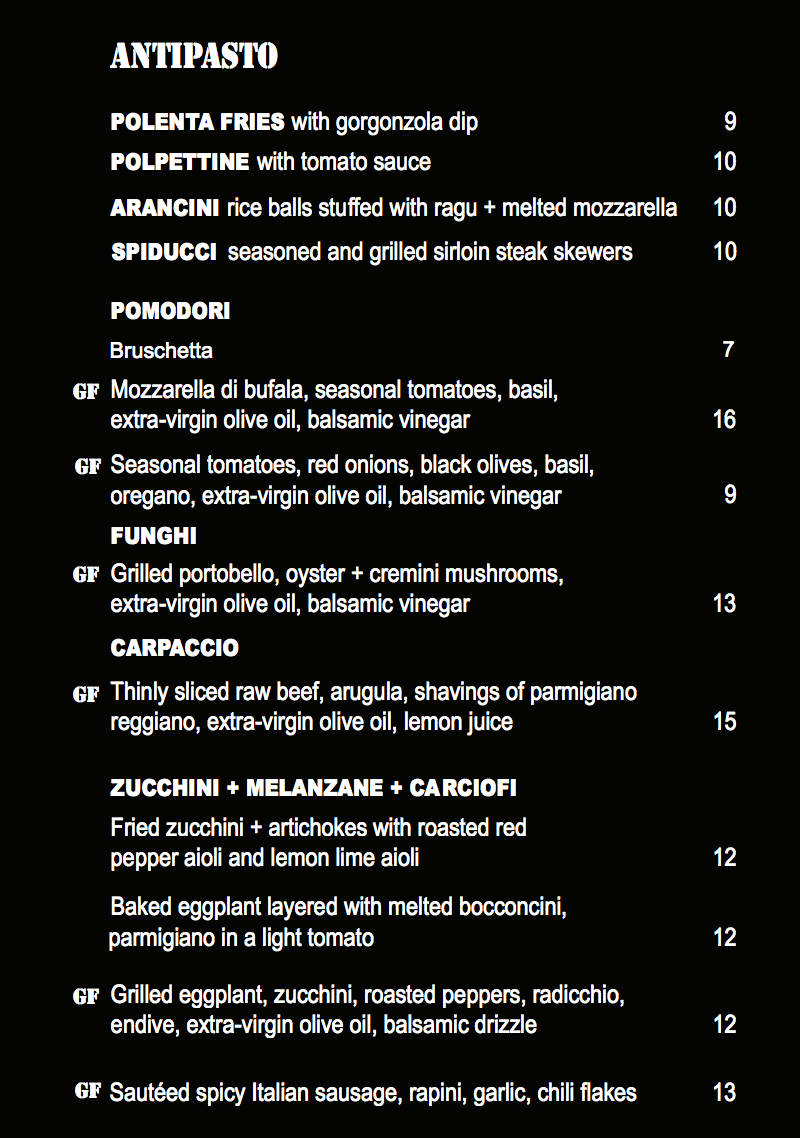 ANTIPASTO
POLENTA FRIES with gorgonzola dip 9
POLPETTINE with tomato sauce 10
ARANCINI rice balls stuffed with ragu + melted mozzarella 10
SPIDUCCI seasoned and grilled sirloin steak skewers 10
POMODORI
Bruschetta 7
GF Mozzarella di bufala, seasonal tomatoes, basil,
extra-virgin olive oil, balsamic vinegar 16
GF Seasonal tomatoes, red onions, black olives, basil,
oregano, extra-virgin olive oil, balsamic vinegar 9
FUNGHI
GF Grilled portobello, oyster + cremini mushrooms,
extra-virgin olive oil, balsamic vinegar 13
CARPACCIO
GF Thinly sliced raw beef, arugula, shavings of parmigiano
reggiano, extra-virgin olive oil, lemon juice 15
ZUCCHINI + MELANZANE + CARCIOFI
Fried zucchini + artichokes with roasted red
pepper aioli and lemon lime aioli 12
Baked eggplant layered with melted bocconcini,
parmigiano in a light tomato 12
GF Grilled eggplant, zucchini, roasted peppers, radicchio,
endive, extra-virgin olive oil, balsamic drizzle 12
GF Sautéed spicy Italian sausage, rapini, garlic, chili flakes 13